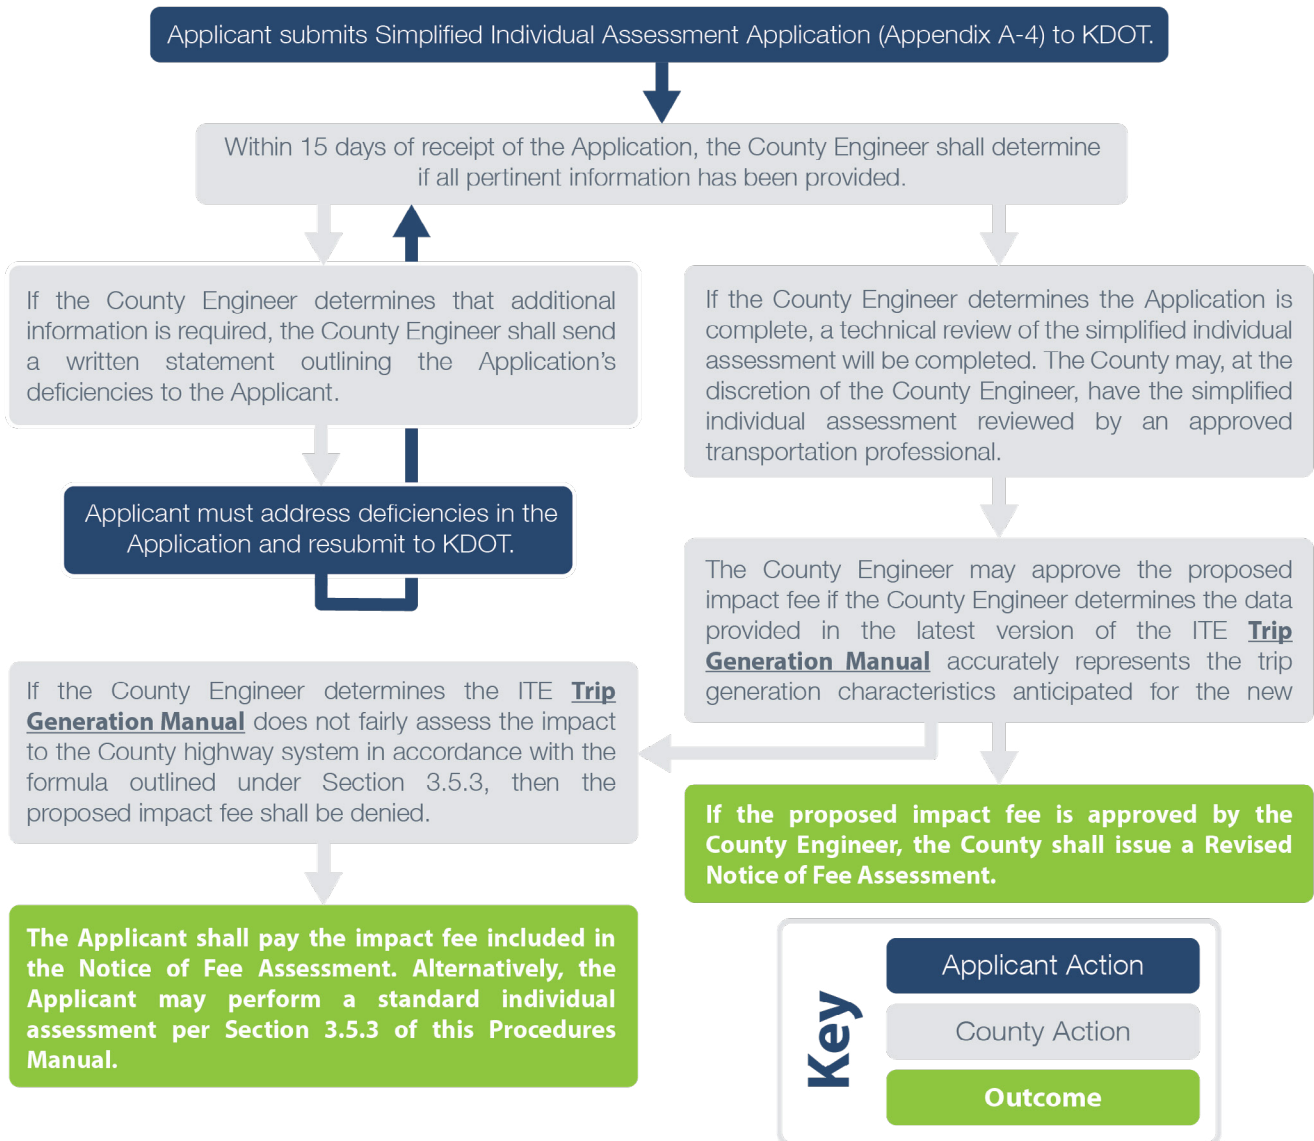 Applicant submits Simplified Individual Assessment Application (Appendix A-4) to KDOT.
Within 15 days of receipt of the Application, the County Engineer shall determine
if all pertinent information has been provided.
If the County Engineer determines that additional
information is required, the County Engineer shall send
a written statement outlining the Application's
deficiencies to the Applicant.
Applicant must address deficiencies in the
Application and resubmit to KDOT.
If the County Engineer determines the Application is
complete, a technical review of the simplified individual
assessment will be completed. The County may, at the
discretion of the County Engineer, have the simplified
individual assessment reviewed by an approved
transportation professional.
The County Engineer may approve the proposed
impact fee if the County Engineer determines the data
provided in the latest version of the ITE Trip
Generation Manual accurately represents the trip
generation characteristics anticipated for the new
If the County Engineer determines the ITE Trip
Generation Manual does not fairly assess the impact
to the County highway system in accordance with the
formula outlined under Section 3.5.3, then the
proposed impact fee shall be denied.
If the proposed impact fee is approved by the
County Engineer, the County shall issue a Revised
Notice of Fee Assessment.
The Applicant shall pay the impact fee included in
the Notice of Fee Assessment. Alternatively, the
Applicant may perform a standard individual
assessment per Section 3.5.3 of this Procedures
Manual.
Key
Applicant Action
County Action
Outcome